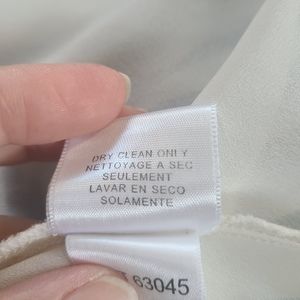 DRY CLEAN ONLY
NETTOYAGE A SEC
SEULEMENT
LAVAR EN SECO
SOLAMENTE
63045